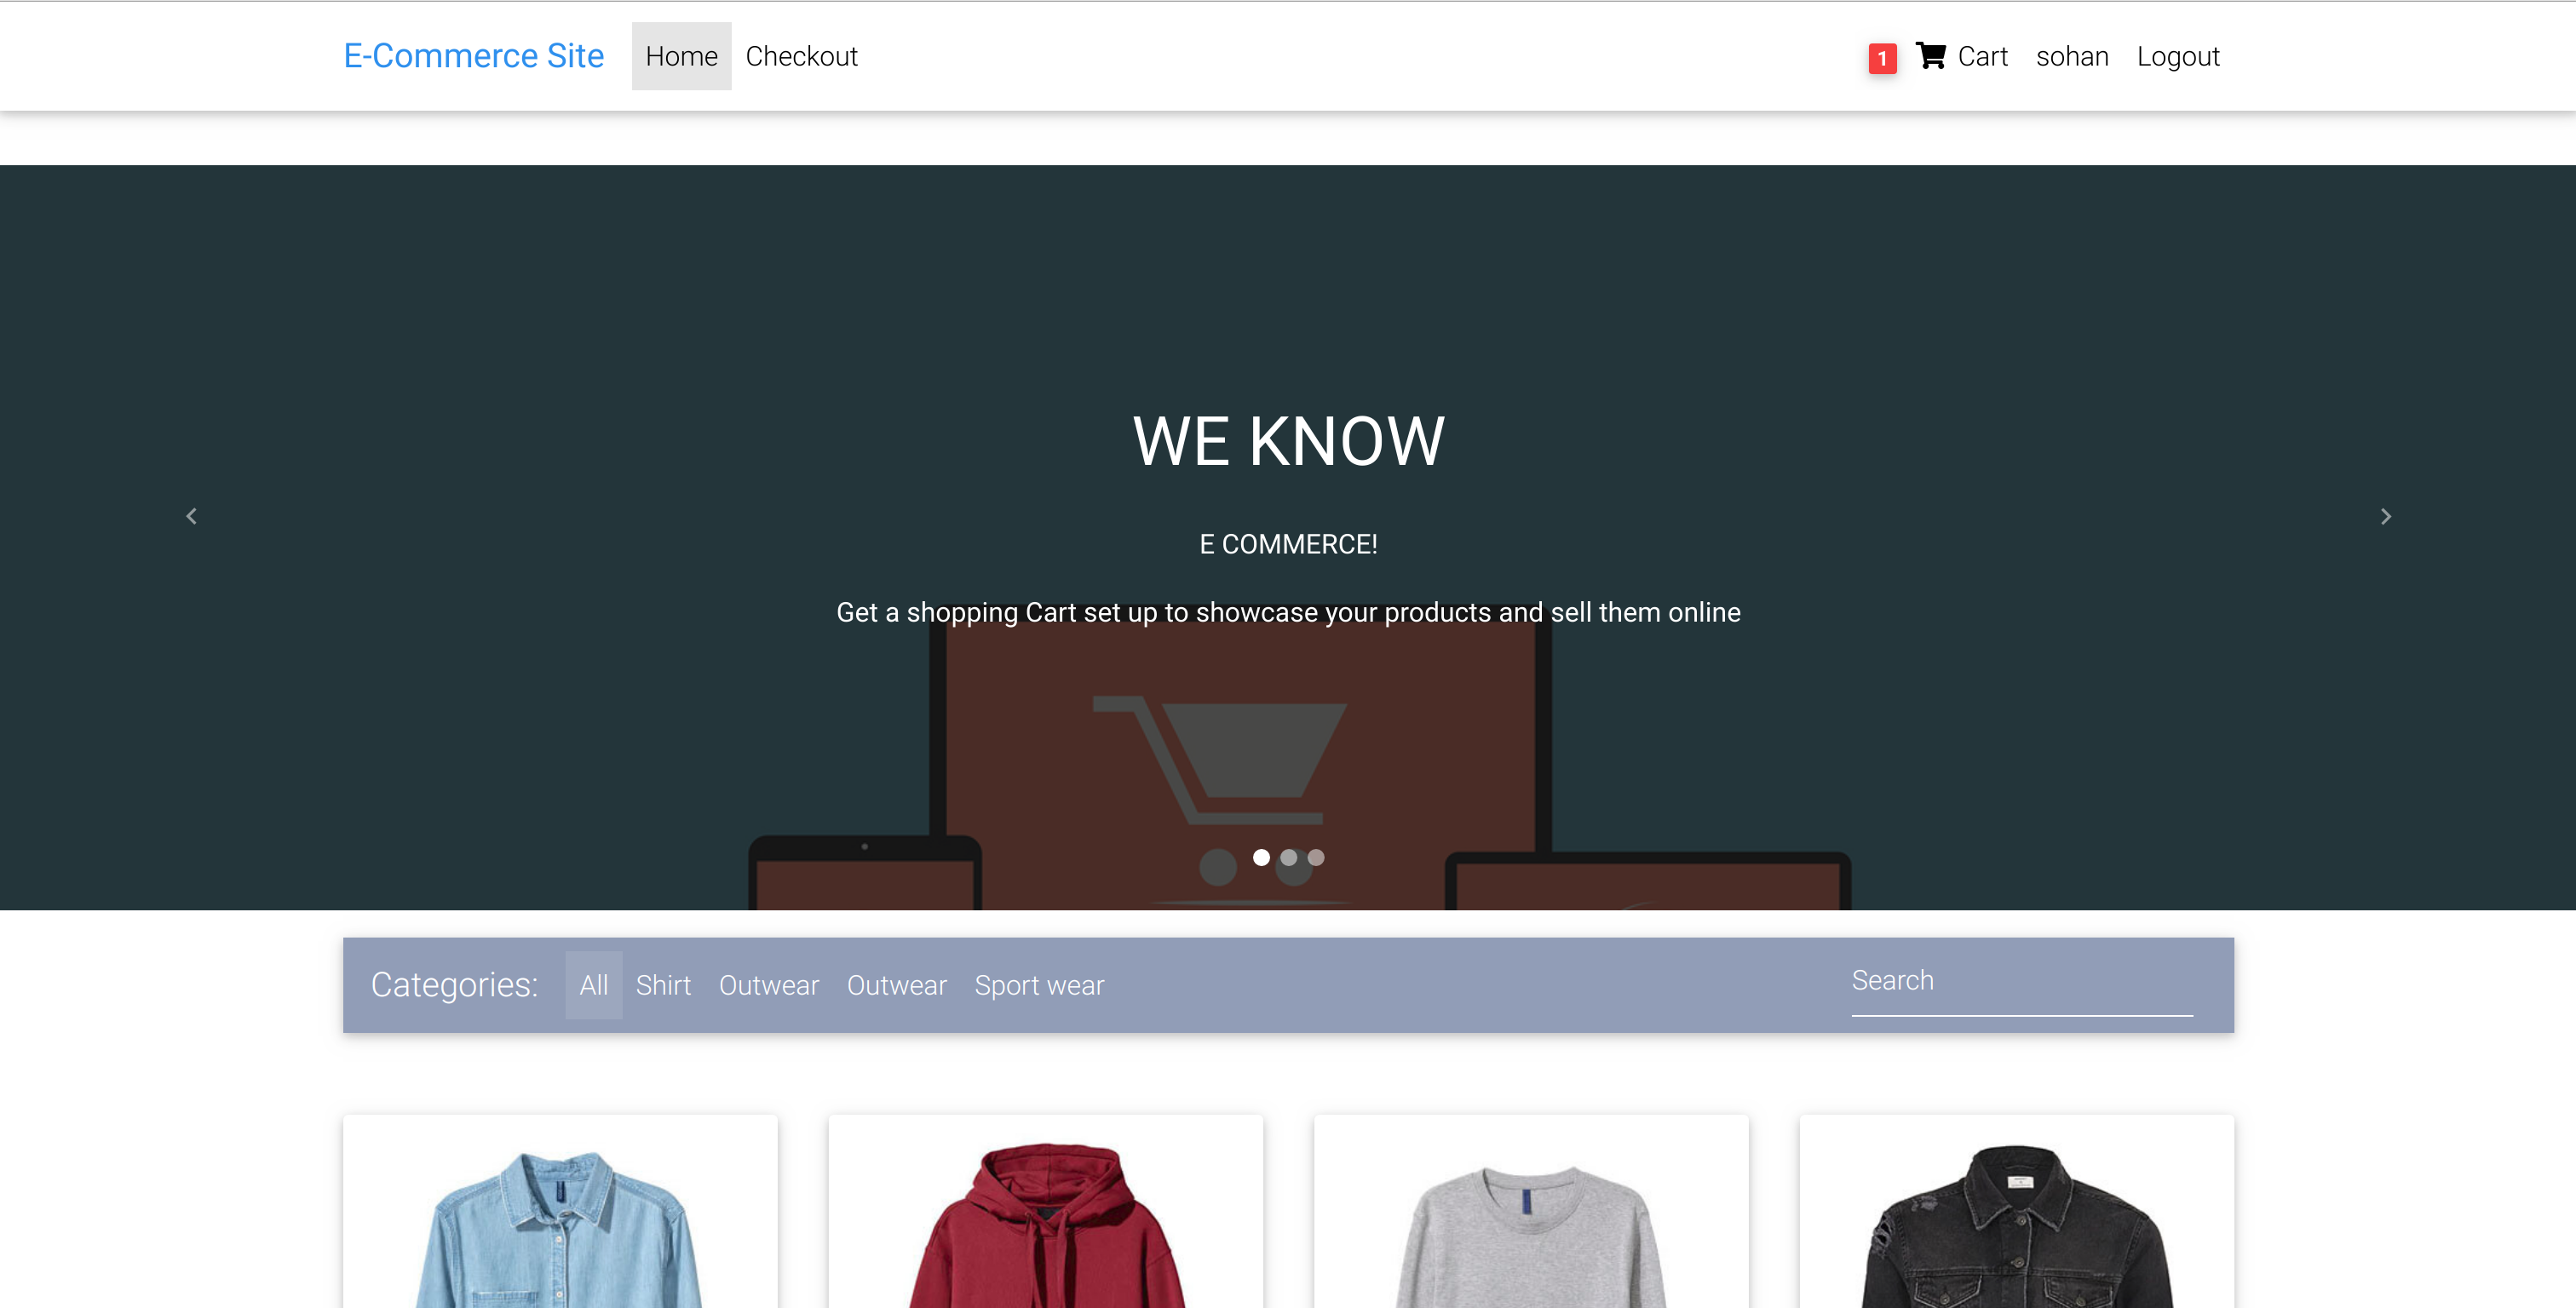 E-Commerce Site Home Checkout 1 Cart sohan Logout
WE KNOW
E COMMERCE!
Get a shopping Cart set up to showcase your products and sell them online
Categories: All Shirt Outwear Outwear Sport wear Search